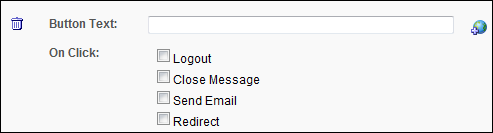 Button Text:
On Click:
Logout
Close Message
Send Email
Redirect